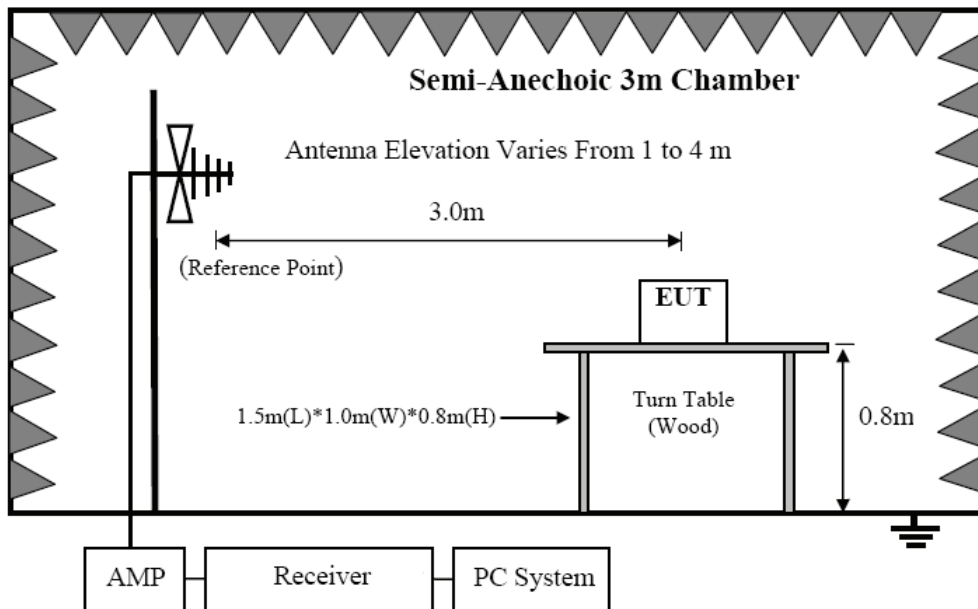 Semi-Anechoic 3m Chamber
Antenna Elevation Varies From 1 to 4 m
3.0m
(Reference Point)
EUT
1.5m(L)*1.0m(W)*0.8m(H)
Turn Table
(Wood)
0.8m
AMP
Receiver
PC System